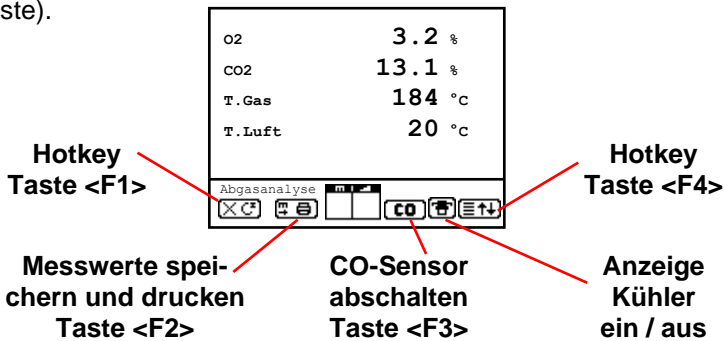 ste).
O2 3.2 %
CO2 13.1 %
T.Gas 184 °C
T.Luft 20 °C
Hotkey
Taste <F1>
Hotkey
Taste <F4>
Abgasanalyse m
CO
Messwerte spei-
chern und drucken
Taste <F2>
CO-Sensor
abschalten
Taste <F3>
Anzeige
Kühler
ein / aus